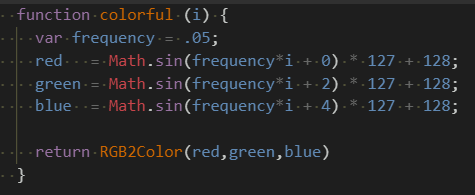 function colorful (i) {
  var frequency = .05;
  red   = Math.sin(frequency*i + 0) * 127 + 128;
  green = Math.sin(frequency*i + 2) * 127 + 128;
  blue  = Math.sin(frequency*i + 4) * 127 + 128;

  return RGB2Color(red,green,blue)
}